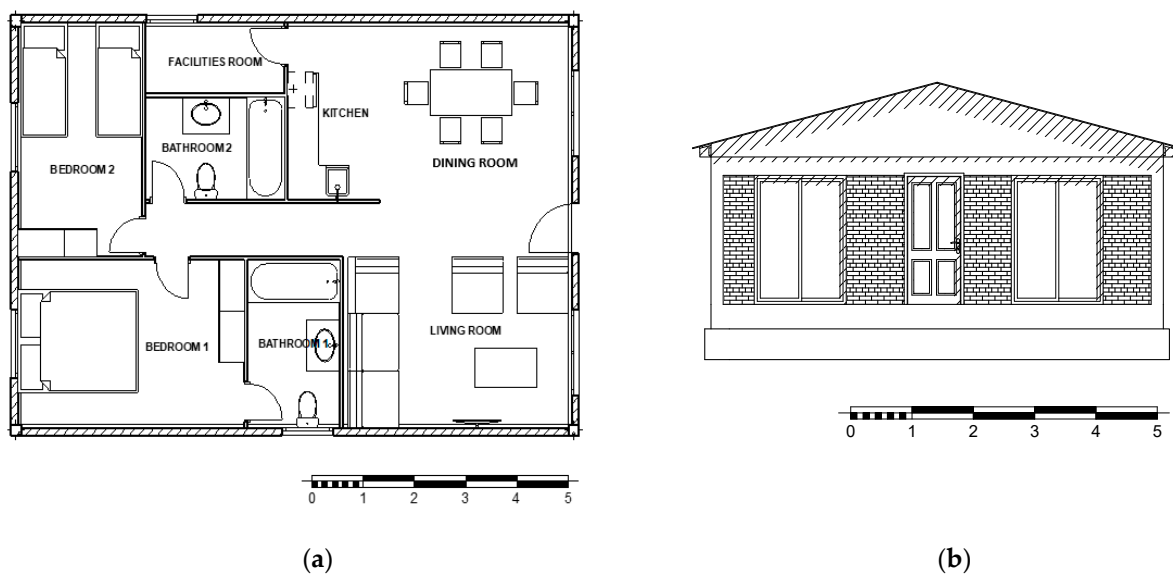 FACILITIES ROOM
KITCHEN
BATHROOM 2
BEDROOM 2
DINING ROOM
BEDROOM 1
BATHROOM 1
LIVING ROOM
0 1 2 3 4 5
0 1 2 3 4 5
(a)
(b)